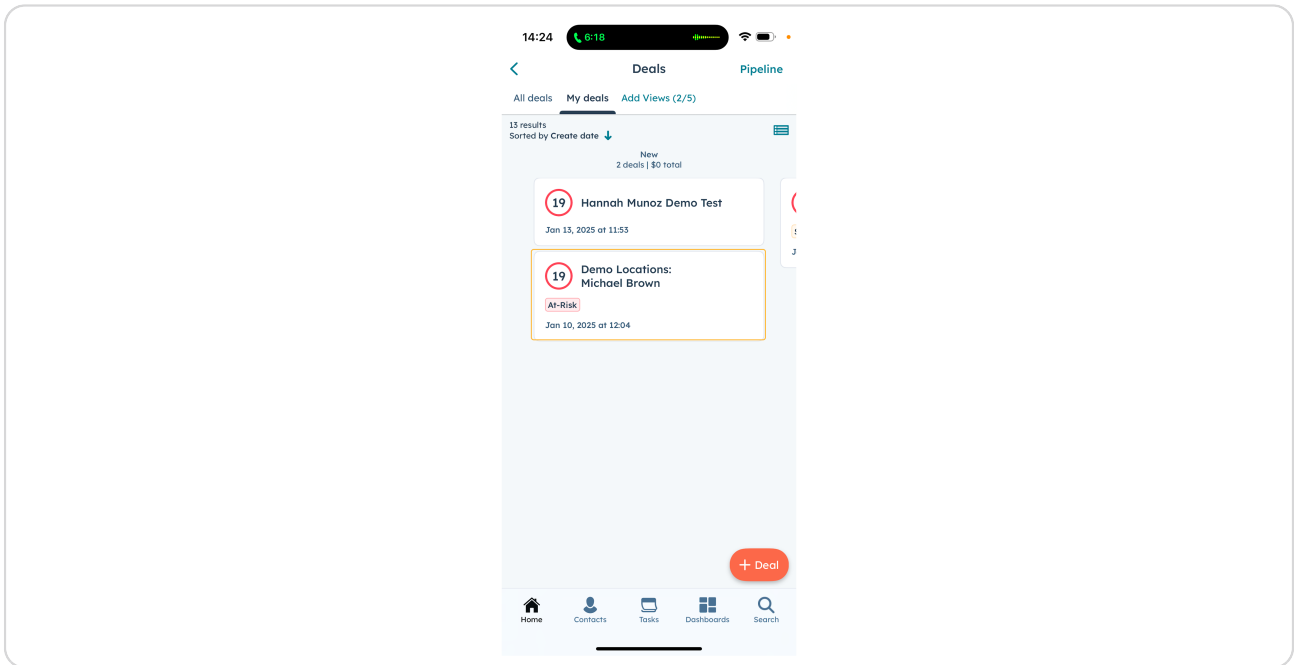 14:24
6:18
Deals
Pipeline
All deals
My deals
Add Views (2/5)
13 results
Sorted by Create date
New
2 deals | $0 total
19
Hannah Munoz Demo Test
Jan 13, 2025 at 11:53
19
Demo Locations:
Michael Brown
At-Risk
Jan 10, 2025 at 12:04
+ Deal
Home
Contacts
Tasks
Dashboards
Search